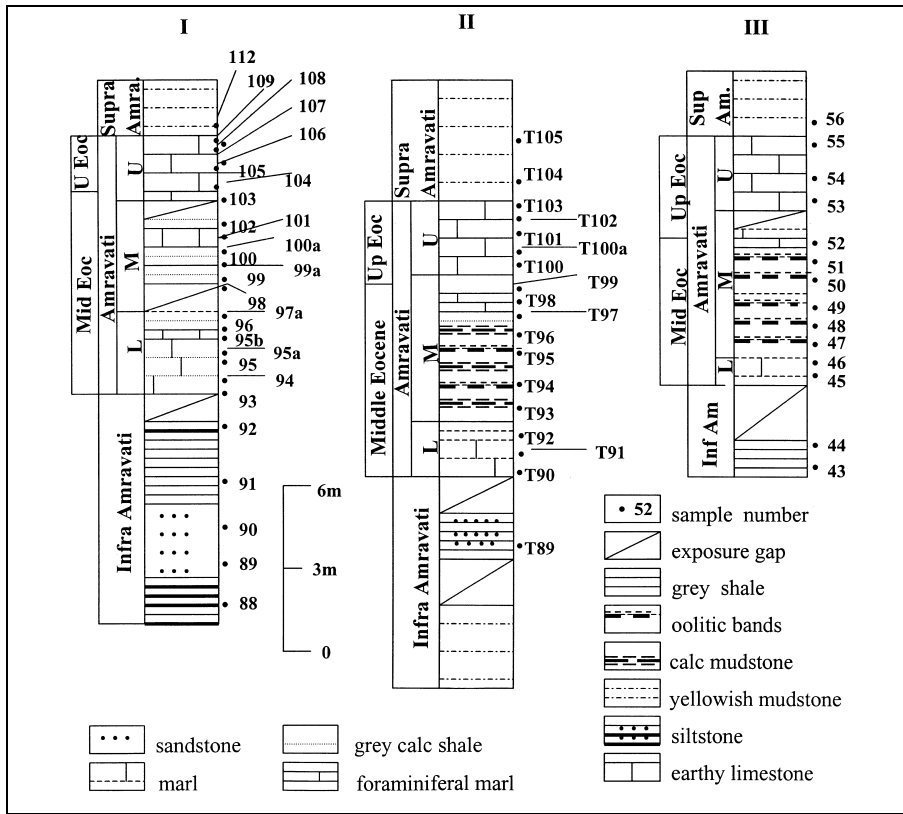 I
II
III
112
109
108
107
106
105
104
103
102
101
100a
100
99a
99
98
97a
96
95b
95a
95
94
93
92
91
90
89
88
Supra
Amra.
U Eoc
U
Mid Eoc
Amravati
M
L
Infra Amravati
6m
3m
0
T105
T104
T103
T102
T101
T100a
T100
T99
T98
T97
T96
T95
T94
T93
T92
T91
T90
T89
Supra
Amravati
Up Eoc
U
Middle Eocene
Amravati
M
L
Infra Amravati
56
55
54
53
52
51
50
49
48
47
46
45
44
43
Sup
Am.
Up Eoc
U
Mid Eoc
Amravati
M
L
Inf Am
52 sample number
exposure gap
grey shale
oolitic bands
calc mudstone
yellowish mudstone
siltstone
earthy limestone
sandstone
marl
grey calc shale
foraminiferal marl